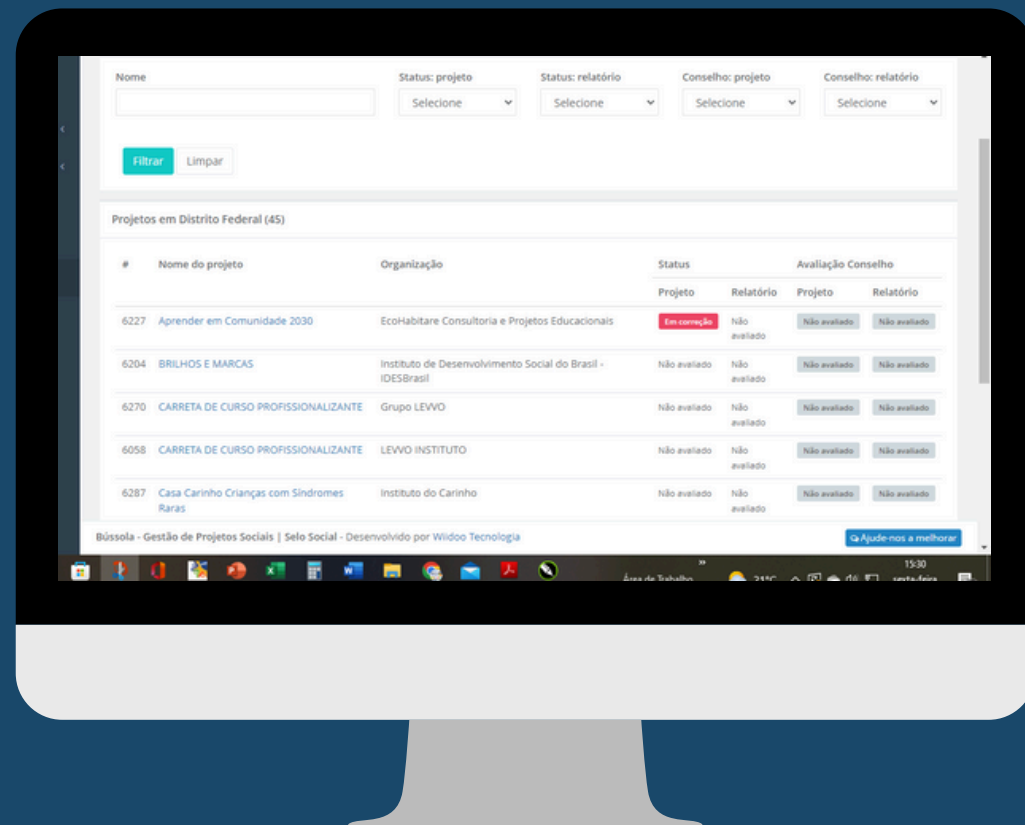 Nome Status: projeto Status: relatório Conselho: projeto Conselho: relatório
Selecione Selecione Selecione Selecione
Filtrar Limpar
Projetos em Distrito Federal (45)
# Nome do projeto Organização Status Avaliação Conselho
Projeto Relatório Projeto Relatório
6227 Aprender em Comunidade 2030 EcoHabitare Consultoria e Projetos Educacionais Em correção Não Não avaliado Não avaliado
avaliado
6204 BRILHOS E MARCAS Instituto de Desenvolvimento Social do Brasil - Não avaliado Não Não avaliado Não avaliado
IDESBrasil avaliado
6270 CARRETA DE CURSO PROFISSIONALIZANTE Grupo LEVVO Não avaliado Não Não avaliado Não avaliado
avaliado
6058 CARRETA DE CURSO PROFISSIONALIZANTE LEVVO INSTITUTO Não avaliado Não Não avaliado Não avaliado
avaliado
6287 Casa Carinho Crianças com Síndromes Instituto do Carinho Não avaliado Não Não avaliado Não avaliado
Raras avaliado
Bússola - Gestão de Projetos Sociais | Selo Social - Desenvolvido por Wiidoo Tecnologia Ajude-nos a melhorar
15:30
Área de Trabalho 21°C sexta-feira